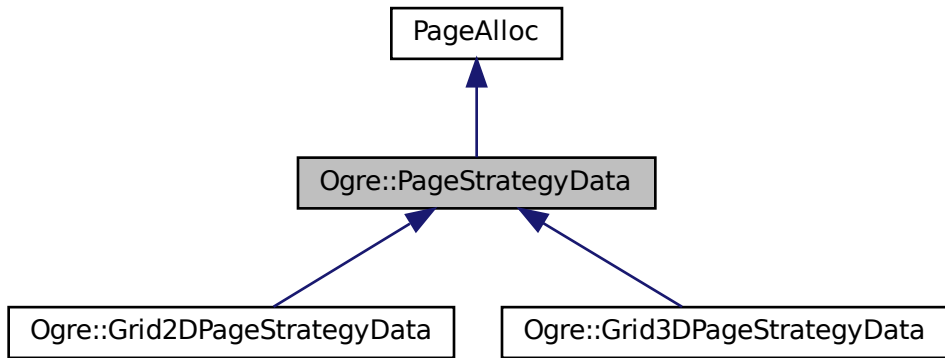 PageAlloc
Ogre::PageStrategyData
Ogre::Grid2DPageStrategyData
Ogre::Grid3DPageStrategyData